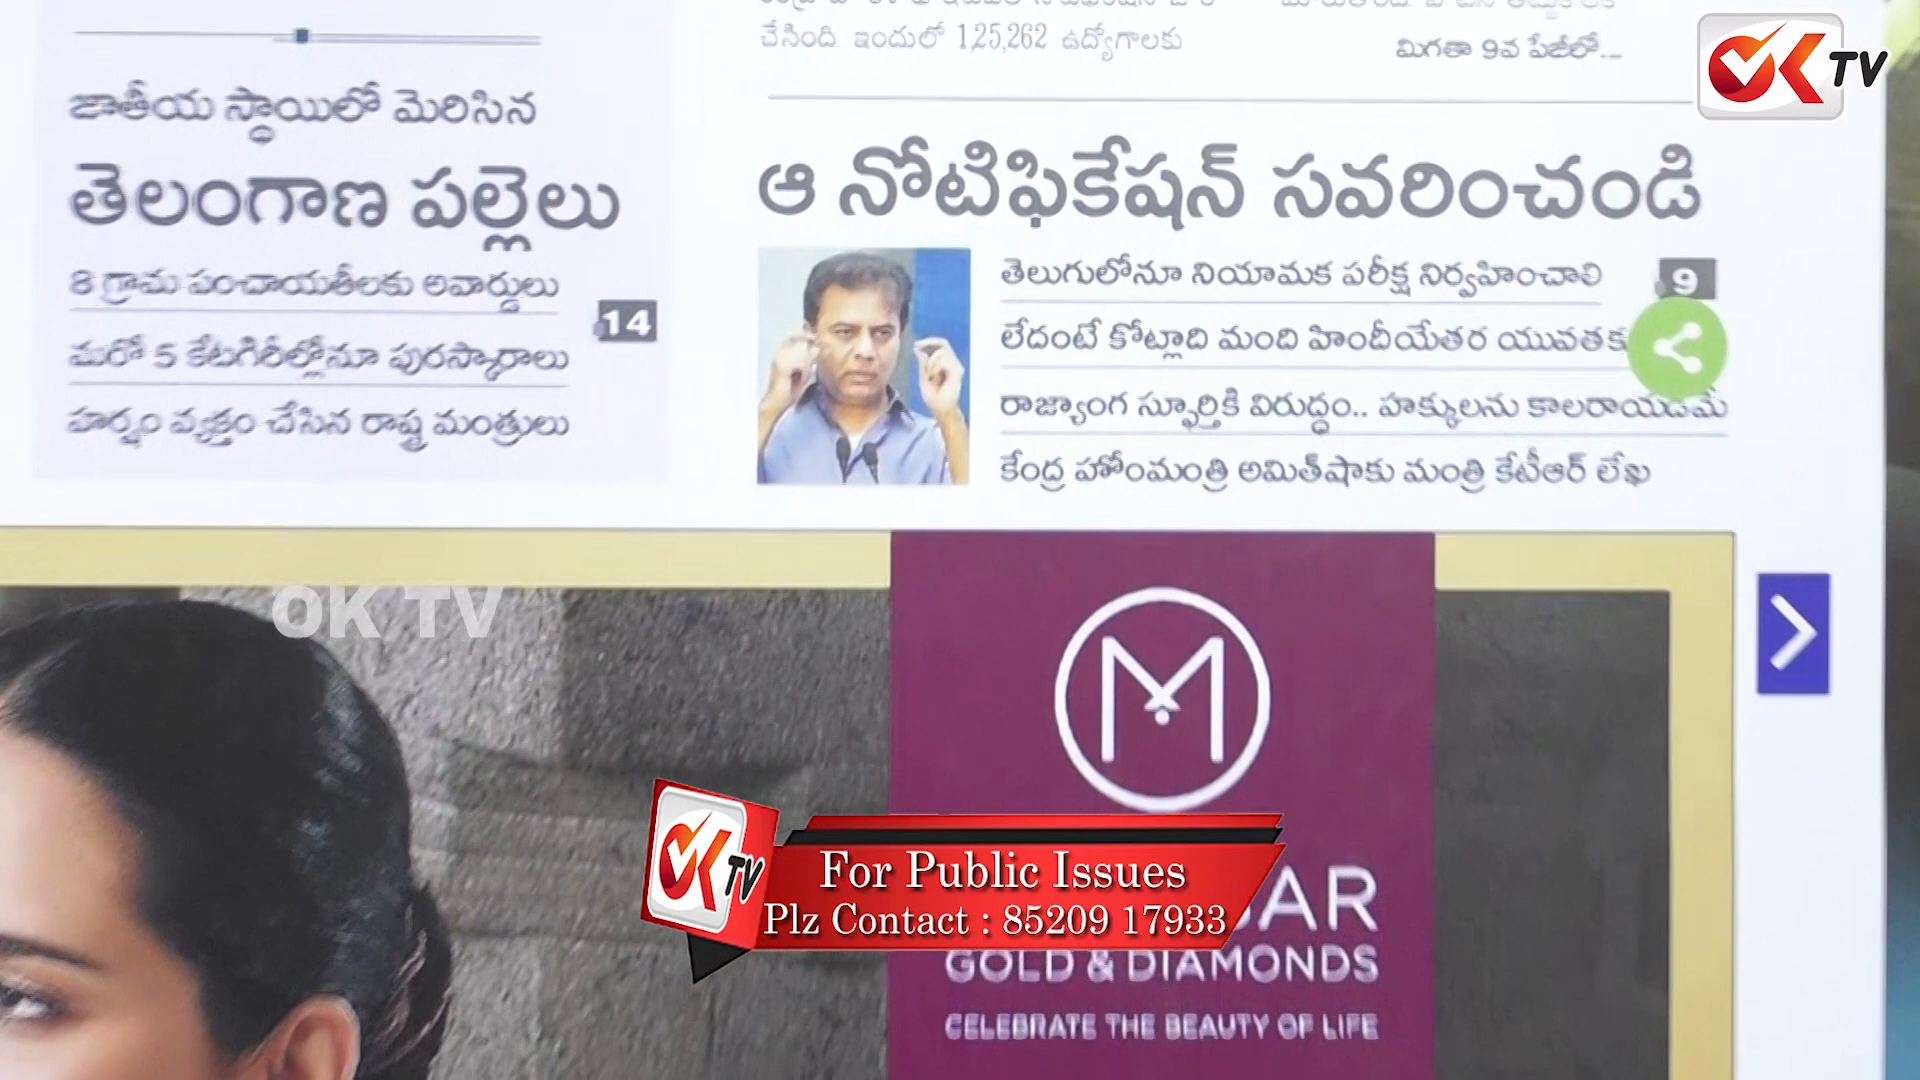 చేసింది. ఇందులో 1,25,262 ఉద్యోగాలకు
మిగతా 9వ పేజీలో...
OK TV
జాతీయ స్థాయిలో మెరిసిన
తెలంగాణ పల్లెలు
8 గ్రామ పంచాయతీలకు అవార్డులు
మరో 5 కేటగిరీల్లోనూ పురస్కారాలు
హర్షం వ్యక్తం చేసిన రాష్ట్ర మంత్రులు
14
ఆ నోటిఫికేషన్ సవరించండి
తెలుగులోనూ నియామక పరీక్ష నిర్వహించాలి
9
లేదంటే కోట్లాది మంది హిందీయేతర
రాజ్యాంగ స్ఫూర్తికి విరుద్ధం.. హక్కులను కాలరాయడమే
కేంద్ర హోంమంత్రి అమిత్‌షాకు మంత్రి కేటీఆర్ లేఖ
OK TV
OK TV
For Public Issues
Plz Contact : 85209 17933
GOLD & DIAMONDS
CELEBRATE THE BEAUTY OF LIFE